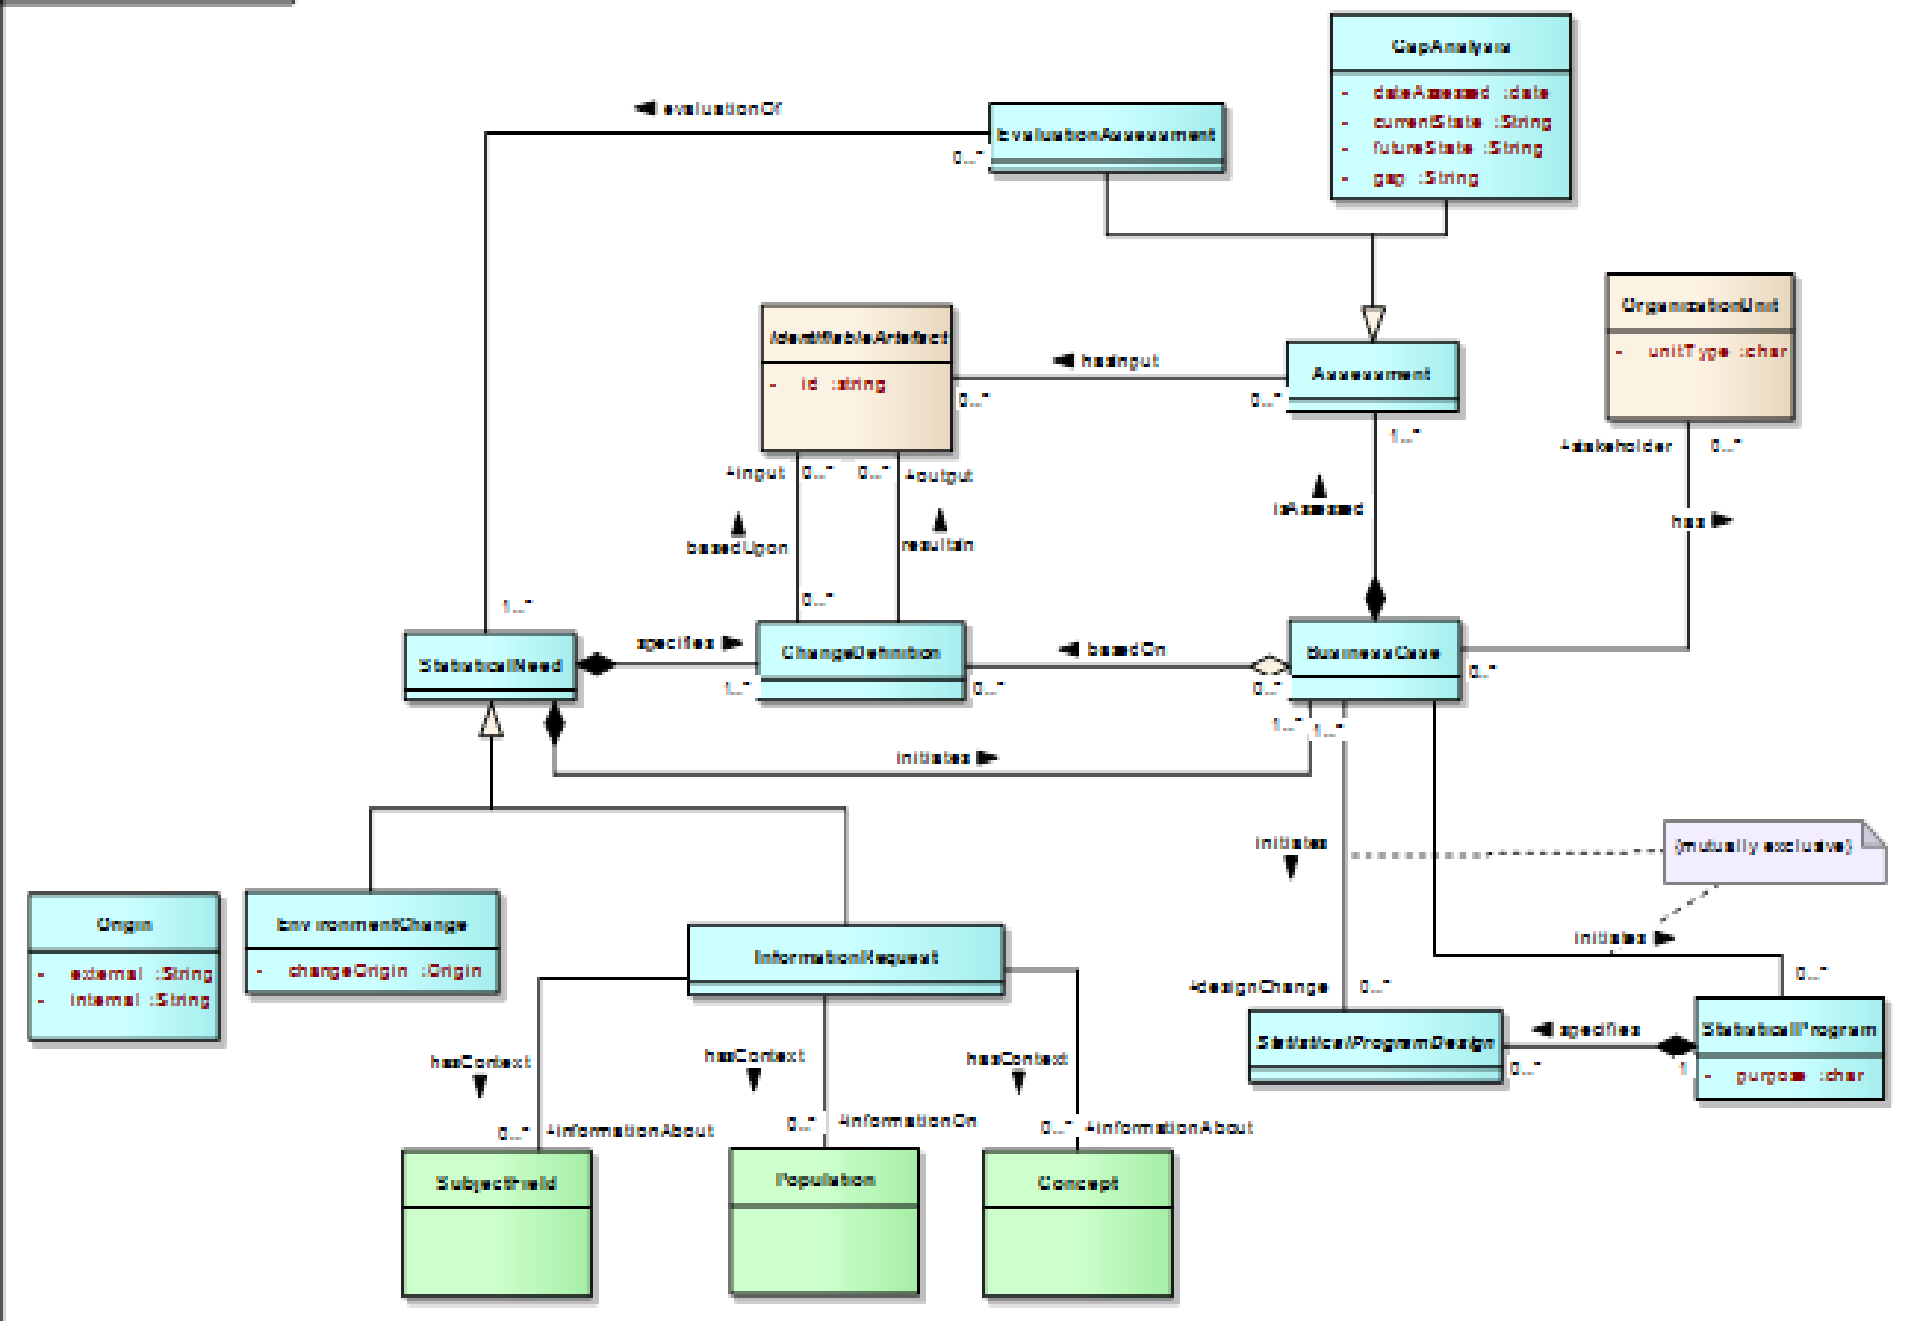 GapAnalysis
- dateAssessed :date
- currentState :String
- futureState :String
- gap :String
evaluationOf
EvaluationAssessment
0..*
OrganizationUnit
- unitType :char
IdentifiableArtefact
- id :string
hasInput
Assessment
0..*
0..*
1..*
+stakeholder
0..*
+input
0..*
0..*
+output
isAssessed
has
basedUpon
resultsIn
0..*
1..*
specifies
StatisticalNeed
ChangeDefinition
basedOn
BusinessCase
1..*
0..*
0..*
0..*
1..*
1..*
initiates
initiates
{mutually exclusive}
Origin
- external :String
- internal :String
EnvironmentChange
- changeOrigin :Origin
InformationRequest
initiates
0..*
+designChange
0..*
StatisticalProgramDesign
specifies
0..*
1
StatisticalProgram
- purpose :char
hasContext
hasContext
hasContext
0..*
+informationAbout
0..*
+informationOn
0..*
+informationAbout
SubjectField
Population
Concept